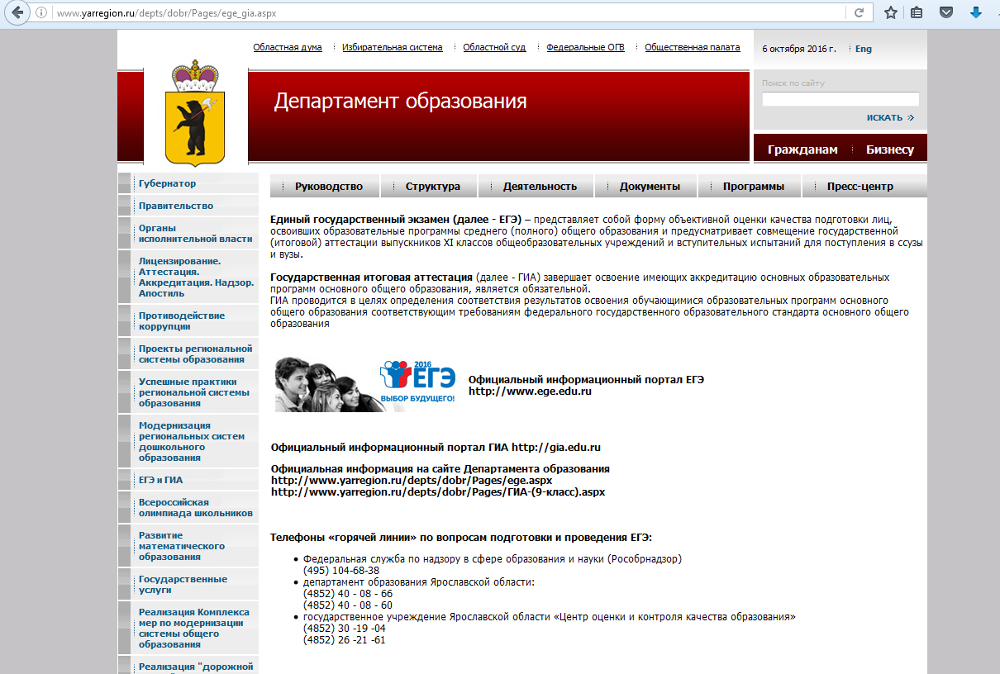 www.yarregion.ru/depts/dobr/Pages/ege_gia.aspx
Областная дума
Избирательная система
Областной суд
Федеральные ОГВ
Общественная палата
6 октября 2016 г.
Eng
Департамент образования
Поиск по сайту
ИСКАТЬ
Гражданам
Бизнесу
Губернатор
Правительство
Органы
исполнительной власти
Лицензирование.
Аттестация.
Аккредитация. Надзор.
Апостиль
Противодействие
коррупции
Проекты региональной
системы образования
Успешные практики
региональной системы
образования
Модернизация
региональных систем
дошкольного
образования
ЕГЭ и ГИА
Всероссийская
олимпиада школьников
Развитие
математического
образования
Государственные
услуги
Реализация Комплекса
мер по модернизации
системы общего
образования
Реализация "дорожной
Руководство
Структура
Деятельность
Документы
Программы
Пресс-центр
Единый государственный экзамен (далее - ЕГЭ) – представляет собой форму объективной оценки качества подготовки лиц,
освоивших образовательные программы среднего (полного) общего образования и предусматривает совмещение государственной
(итоговой) аттестации выпускников XI классов общеобразовательных учреждений и вступительных испытаний для поступления в ссузы
и вузы.
Государственная итоговая аттестация (далее - ГИА) завершает освоение имеющих аккредитацию основных образовательных
программ основного общего образования, является обязательной.
ГИА проводится в целях определения соответствия результатов освоения обучающимися образовательных программ основного
общего образования соответствующим требованиям федерального государственного образовательного стандарта основного общего
образования
2016
ЕГЭ
ВЫБОР БУДУЩЕГО!
Официальный информационный портал ЕГЭ
http://www.ege.edu.ru
Официальный информационный портал ГИА http://gia.edu.ru
Официальная информация на сайте Департамента образования
http://www.yarregion.ru/depts/dobr/Pages/ege.aspx
http://www.yarregion.ru/depts/dobr/Pages/ГИА-(9-класс).aspx
Телефоны «горячей линии» по вопросам подготовки и проведения ЕГЭ:
• Федеральная служба по надзору в сфере образования и науки (Рособрнадзор)
(495) 104-68-38
• департамент образования Ярославской области:
(4852) 40 - 08 - 66
(4852) 40 - 08 - 60
• государственное учреждение Ярославской области «Центр оценки и контроля качества образования»
(4852) 30 -19 -04
(4852) 26 -21 -61